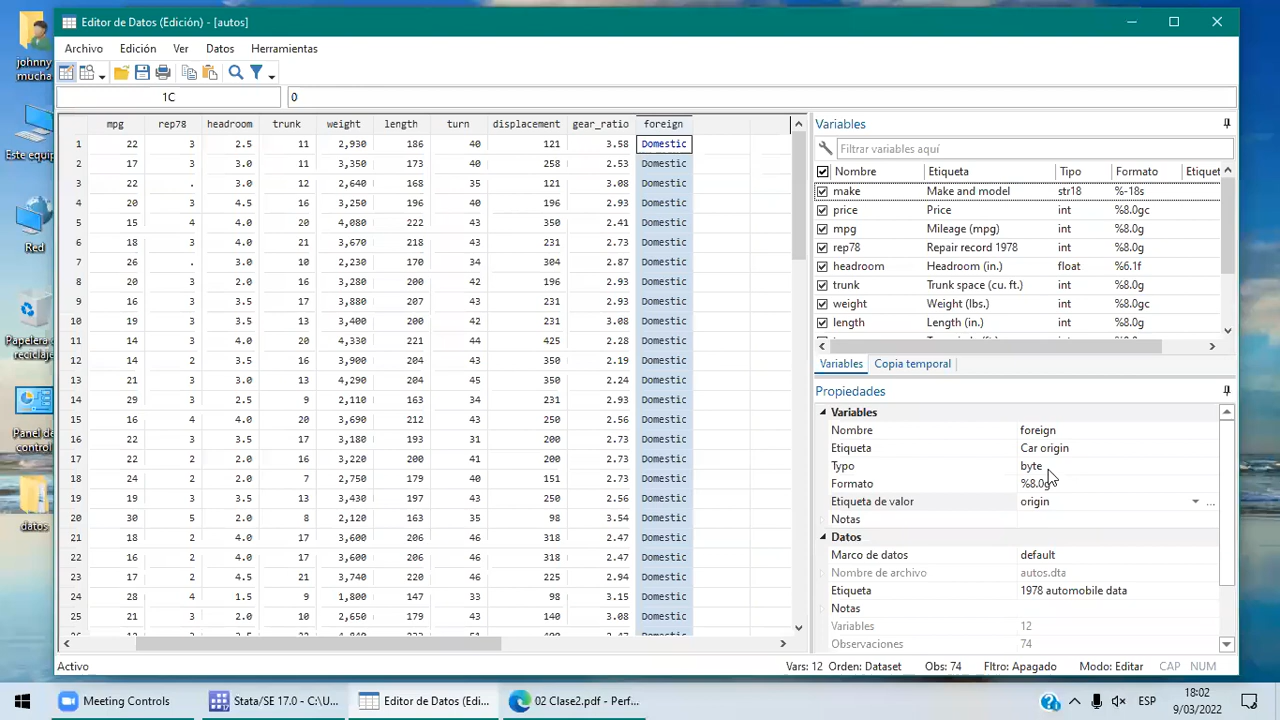 johnny
mucha
Este equip
Red
Papelera
reciclaje
Panel de
control
datos
Editor de Datos (Edición) - [autos]
Archivo Edición Ver Datos Herramientas
1C 0
mpg rep78 headroom trunk weight length turn displacement gear_ratio foreign
1 22 3 2.5 11 2,930 186 40 121 3.58 Domestic
2 17 3 3.0 11 3,350 173 40 258 2.53 Domestic
3 22 . 3.0 12 2,640 168 35 121 3.08 Domestic
4 20 3 4.5 16 3,250 196 40 196 2.93 Domestic
5 15 4 4.0 20 4,080 222 43 350 2.41 Domestic
6 18 3 4.0 21 3,670 218 43 231 2.73 Domestic
7 26 . 3.0 10 2,230 170 34 304 2.87 Domestic
8 20 3 2.0 16 3,280 200 42 196 2.93 Domestic
9 16 3 3.5 17 3,880 207 43 231 2.93 Domestic
10 19 3 3.5 13 3,400 200 42 231 3.08 Domestic
11 14 3 4.0 20 4,330 221 44 425 2.28 Domestic
12 14 2 3.5 16 3,900 204 43 350 2.19 Domestic
13 21 3 3.0 13 4,290 204 45 350 2.24 Domestic
14 29 3 2.5 9 2,110 163 34 231 2.93 Domestic
15 16 4 4.0 20 3,690 212 43 250 2.56 Domestic
16 22 3 3.5 17 3,180 193 31 200 2.73 Domestic
17 22 2 2.0 16 3,220 200 41 200 2.73 Domestic
18 24 2 2.0 7 2,750 179 40 151 2.73 Domestic
19 19 3 3.5 13 3,430 197 43 250 2.56 Domestic
20 30 5 2.0 8 2,120 163 35 98 3.54 Domestic
21 18 2 4.0 17 3,600 206 46 318 2.47 Domestic
22 16 2 4.0 17 3,600 206 46 318 2.47 Domestic
23 17 2 4.5 21 3,740 220 46 225 2.94 Domestic
24 28 4 1.5 9 1,800 147 33 98 3.15 Domestic
25 21 3 2.0 10 2,650 179 43 140 3.08 Domestic
Variables
Filtrar variables aquí
Nombre Etiqueta Tipo Formato Etiquet
make Make and model str18 %-18s
price Price int %8.0gc
mpg Mileage (mpg) int %8.0g
rep78 Repair record 1978 int %8.0g
headroom Headroom (in.) float %6.1f
trunk Trunk space (cu. ft.) int %8.0g
weight Weight (lbs.) int %8.0gc
length Length (in.) int %8.0g
Variables Copia temporal
Propiedades
Variables
Nombre foreign
Etiqueta Car origin
Typo byte
Formato %8.0g
Etiqueta de valor origin ...
Notas
Datos
Marco de datos default
Nombre de archivo autos.dta
Etiqueta 1978 automobile data
Notas
Variables 12
Observaciones 74
Activo Vars: 12 Orden: Dataset Obs: 74 Fltro: Apagado Modo: Editar CAP NUM
Meeting Controls Stata/SE 17.0 - C:\U... Editor de Datos (Edi... 02 Clase2.pdf - Perf... ESP 18:02
9/03/2022